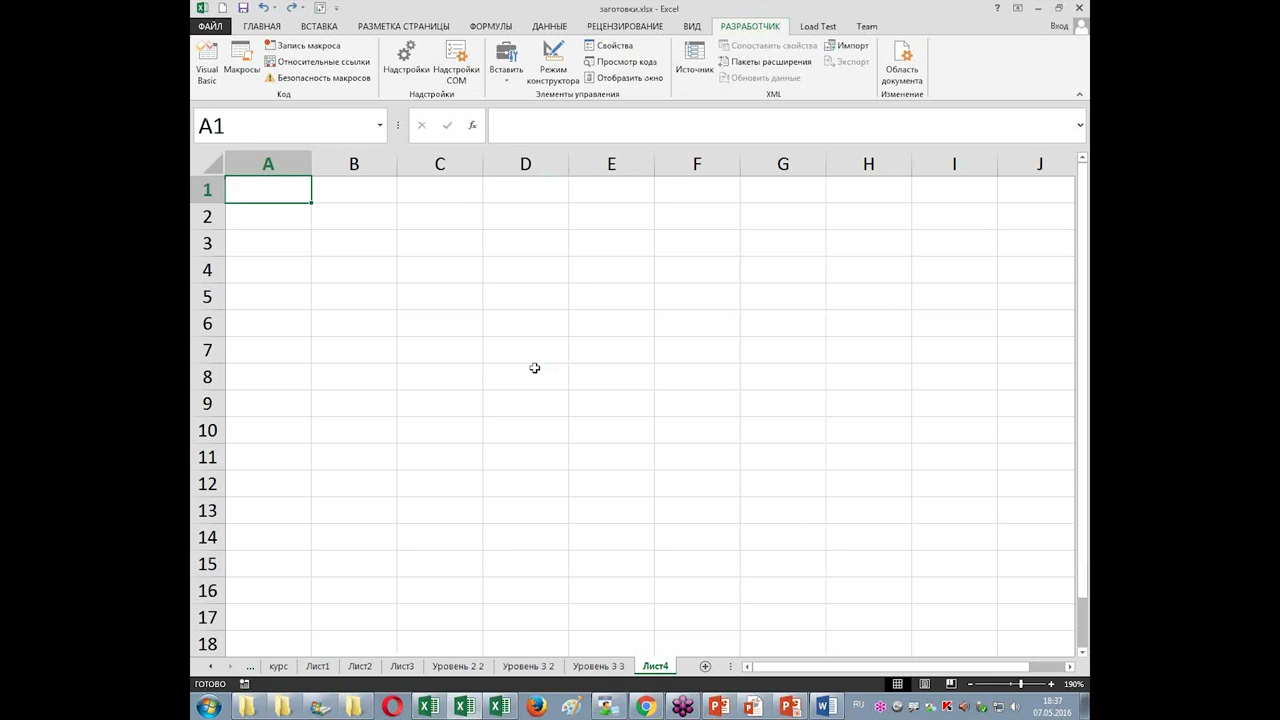 заготовки.xlsx - Excel
ФАЙЛ ГЛАВНАЯ ВСТАВКА РАЗМЕТКА СТРАНИЦЫ ФОРМУЛЫ ДАННЫЕ РЕЦЕНЗИРОВАНИЕ ВИД РАЗРАБОТЧИК Load Test Team Вход
Visual Basic
Макросы
Запись макроса
Относительные ссылки
Безопасность макросов
Код
Надстройки
Настройки COM
Надстройки
Вставить
Режим конструктора
Свойства
Просмотр кода
Отобразить окно
Элементы управления
Источник
Сопоставить свойства
Пакеты расширения
Обновить данные
Импорт
Экспорт
XML
Область документа
Изменение
A1
fx
A B C D E F G H I J
1
2
3
4
5
6
7
8
9
10
11
12
13
14
15
16
17
18
... курс Лист1 Лист2 Лист3 Уровень 2 2 Уровень 3 Уровень 3 3 Лист4
ГОТОВО 190%
RU 18:37
07.05.2016